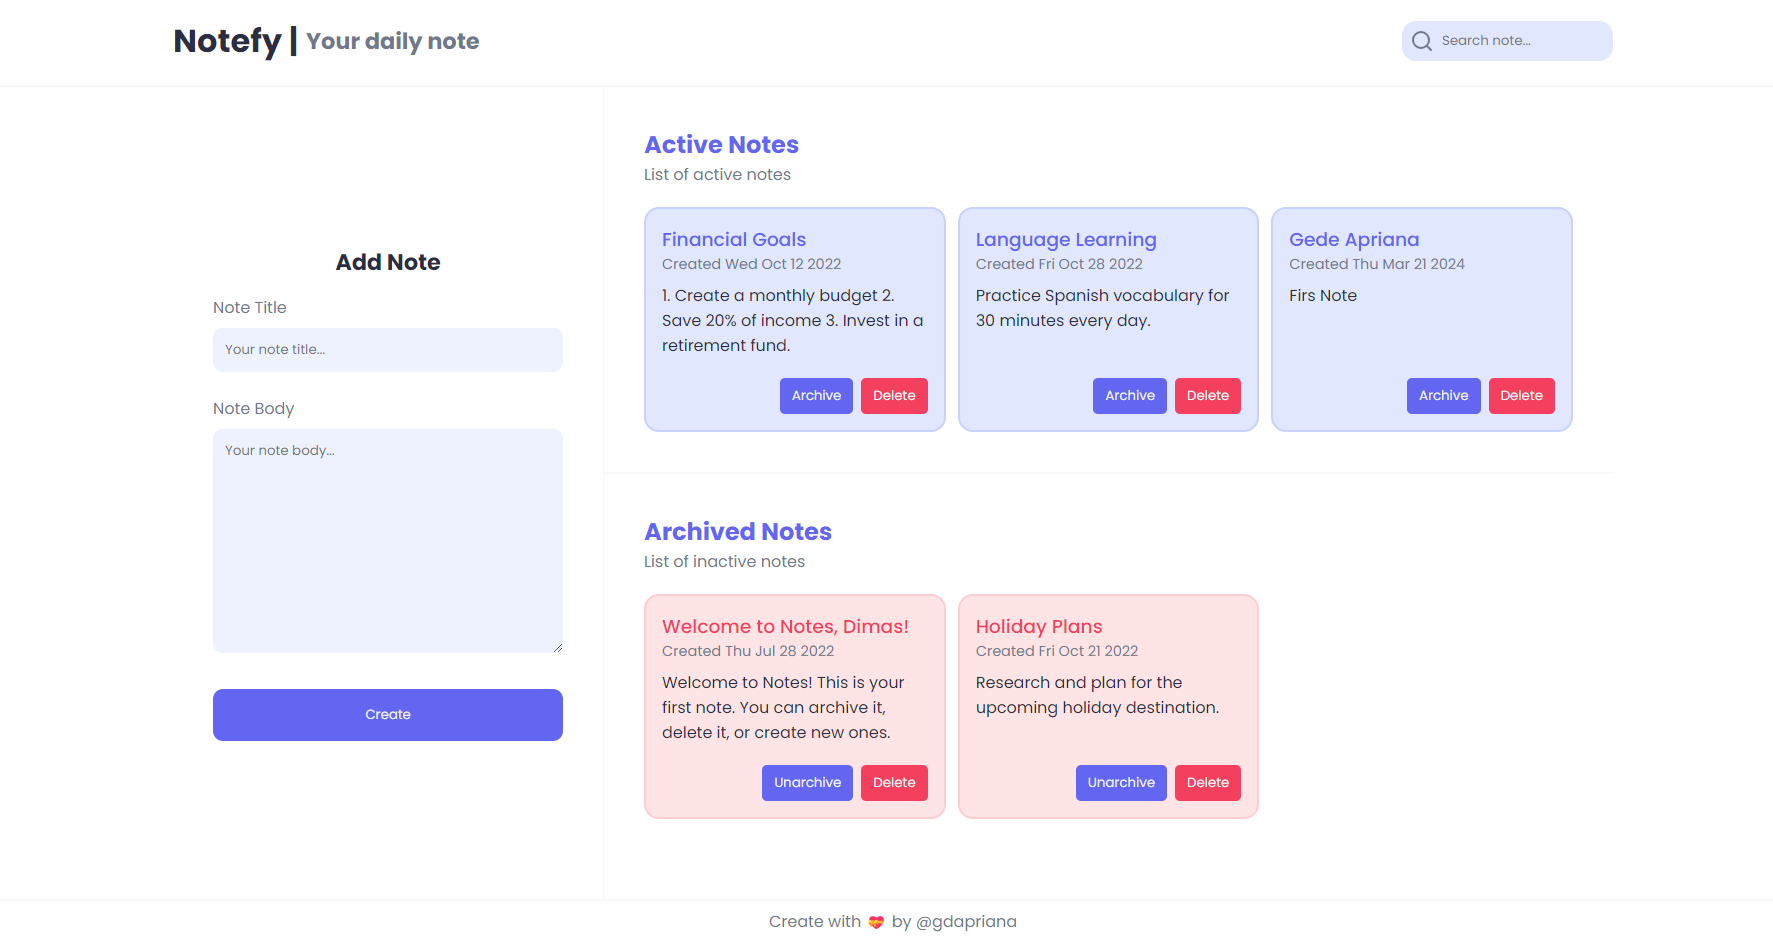 Notefy | Your daily note
Search note...
Add Note
Note Title
Your note title...
Note Body
Your note body...
Create
Active Notes
List of active notes
Financial Goals
Created Wed Oct 12 2022
1. Create a monthly budget 2.
Save 20% of income 3. Invest in a
retirement fund.
Archive
Delete
Language Learning
Created Fri Oct 28 2022
Practice Spanish vocabulary for
30 minutes every day.
Archive
Delete
Gede Apriana
Created Thu Mar 21 2024
Firs Note
Archive
Delete
Archived Notes
List of inactive notes
Welcome to Notes, Dimas!
Created Thu Jul 28 2022
Welcome to Notes! This is your
first note. You can archive it,
delete it, or create new ones.
Unarchive
Delete
Holiday Plans
Created Fri Oct 21 2022
Research and plan for the
upcoming holiday destination.
Unarchive
Delete
Create with 💝 by @gdapriana